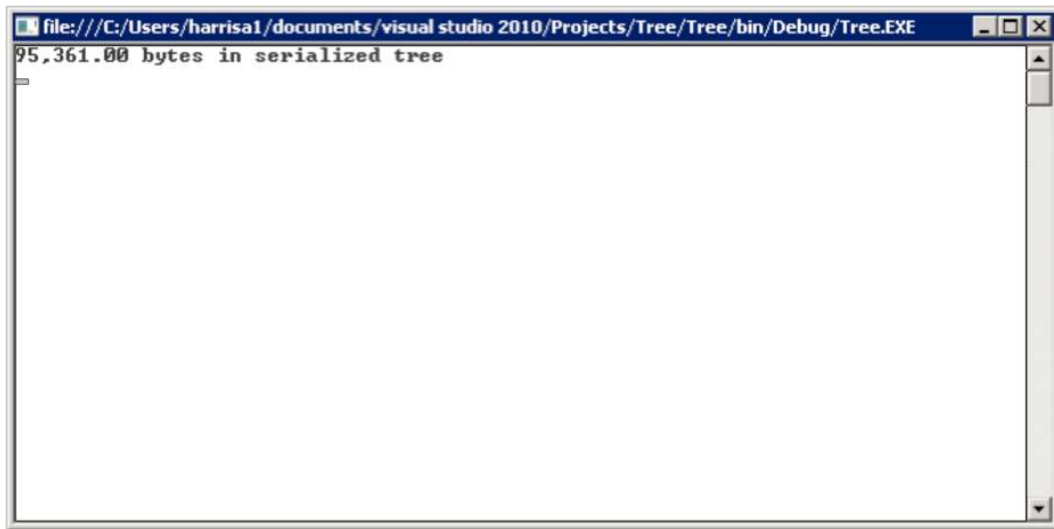 file:///C:/Users/harrisa1/documents/visual studio 2010/Projects/Tree/Tree/bin/Debug/Tree.EXE
95,361.00 bytes in serialized tree